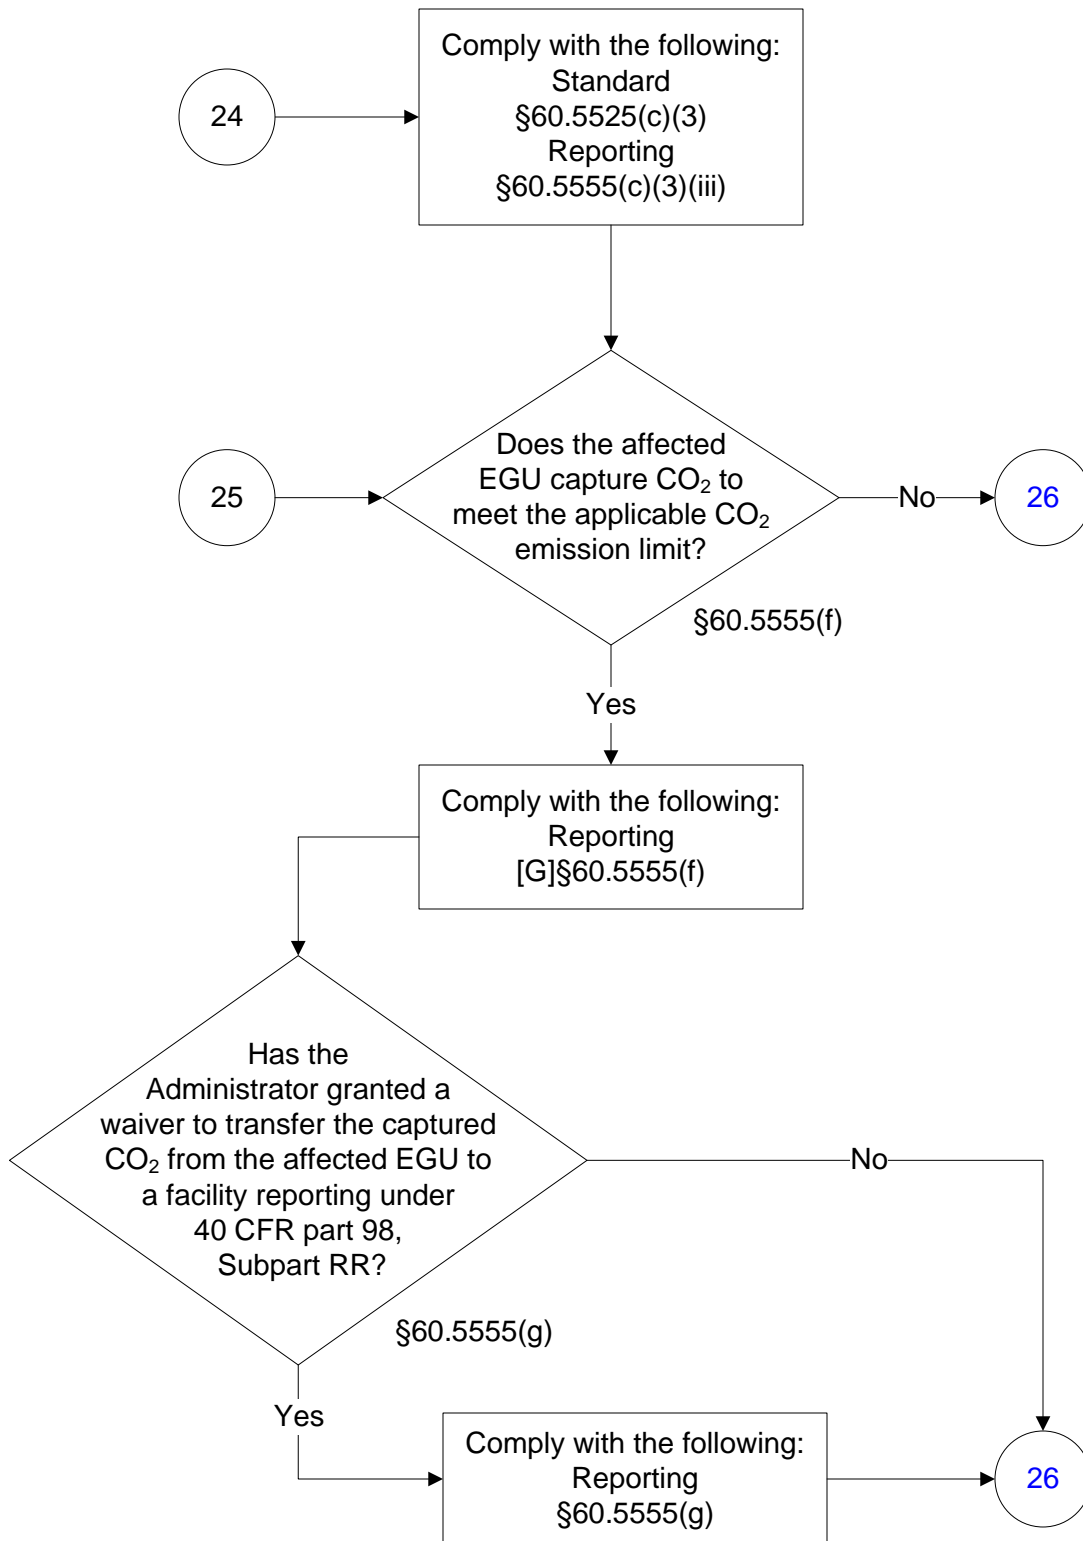 24
Comply with the following:
Standard
§60.5525(c)(3)
Reporting
§60.5555(c)(3)(iii)
25
Does the affected
EGU capture CO₂ to
meet the applicable CO₂
emission limit?
No
26
§60.5555(f)
Yes
Comply with the following:
Reporting
[G]§60.5555(f)
Has the
Administrator granted a
waiver to transfer the captured
CO₂ from the affected EGU to
a facility reporting under
40 CFR part 98,
Subpart RR?
No
§60.5555(g)
Yes
Comply with the following:
Reporting
§60.5555(g)
26